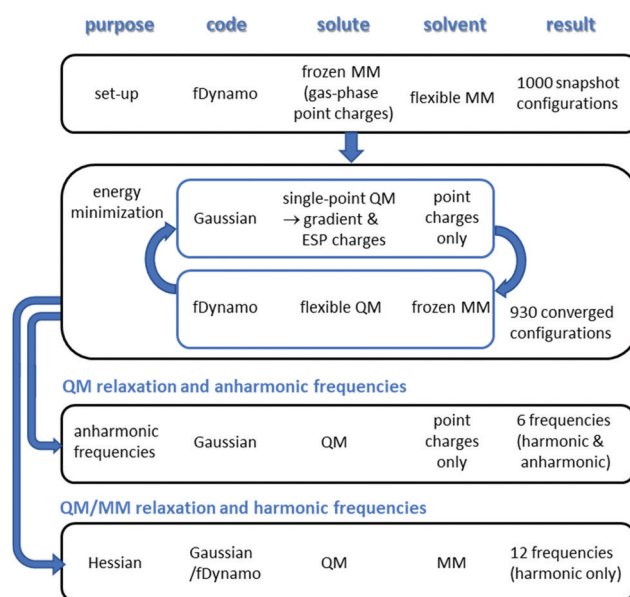 purpose code solute solvent result
set-up fDynamo frozen MM (gas-phase point charges) flexible MM 1000 snapshot configurations
energy minimization
Gaussian single-point QM → gradient & ESP charges point charges only
fDynamo flexible QM frozen MM
930 converged configurations
QM relaxation and anharmonic frequencies
anharmonic frequencies Gaussian QM point charges only 6 frequencies (harmonic & anharmonic)
QM/MM relaxation and harmonic frequencies
Hessian Gaussian /fDynamo QM MM 12 frequencies (harmonic only)